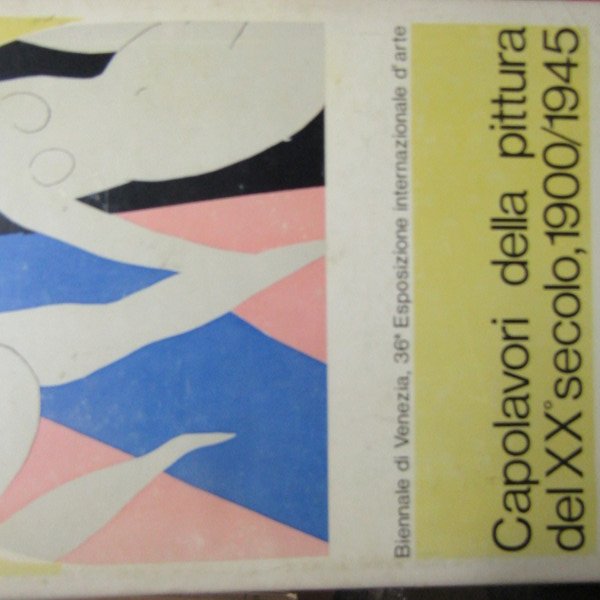 Biennale di Venezia, 36ª Esposizione internazionale d'arte
Capolavori della pittura
del XX° secolo, 1900/1945